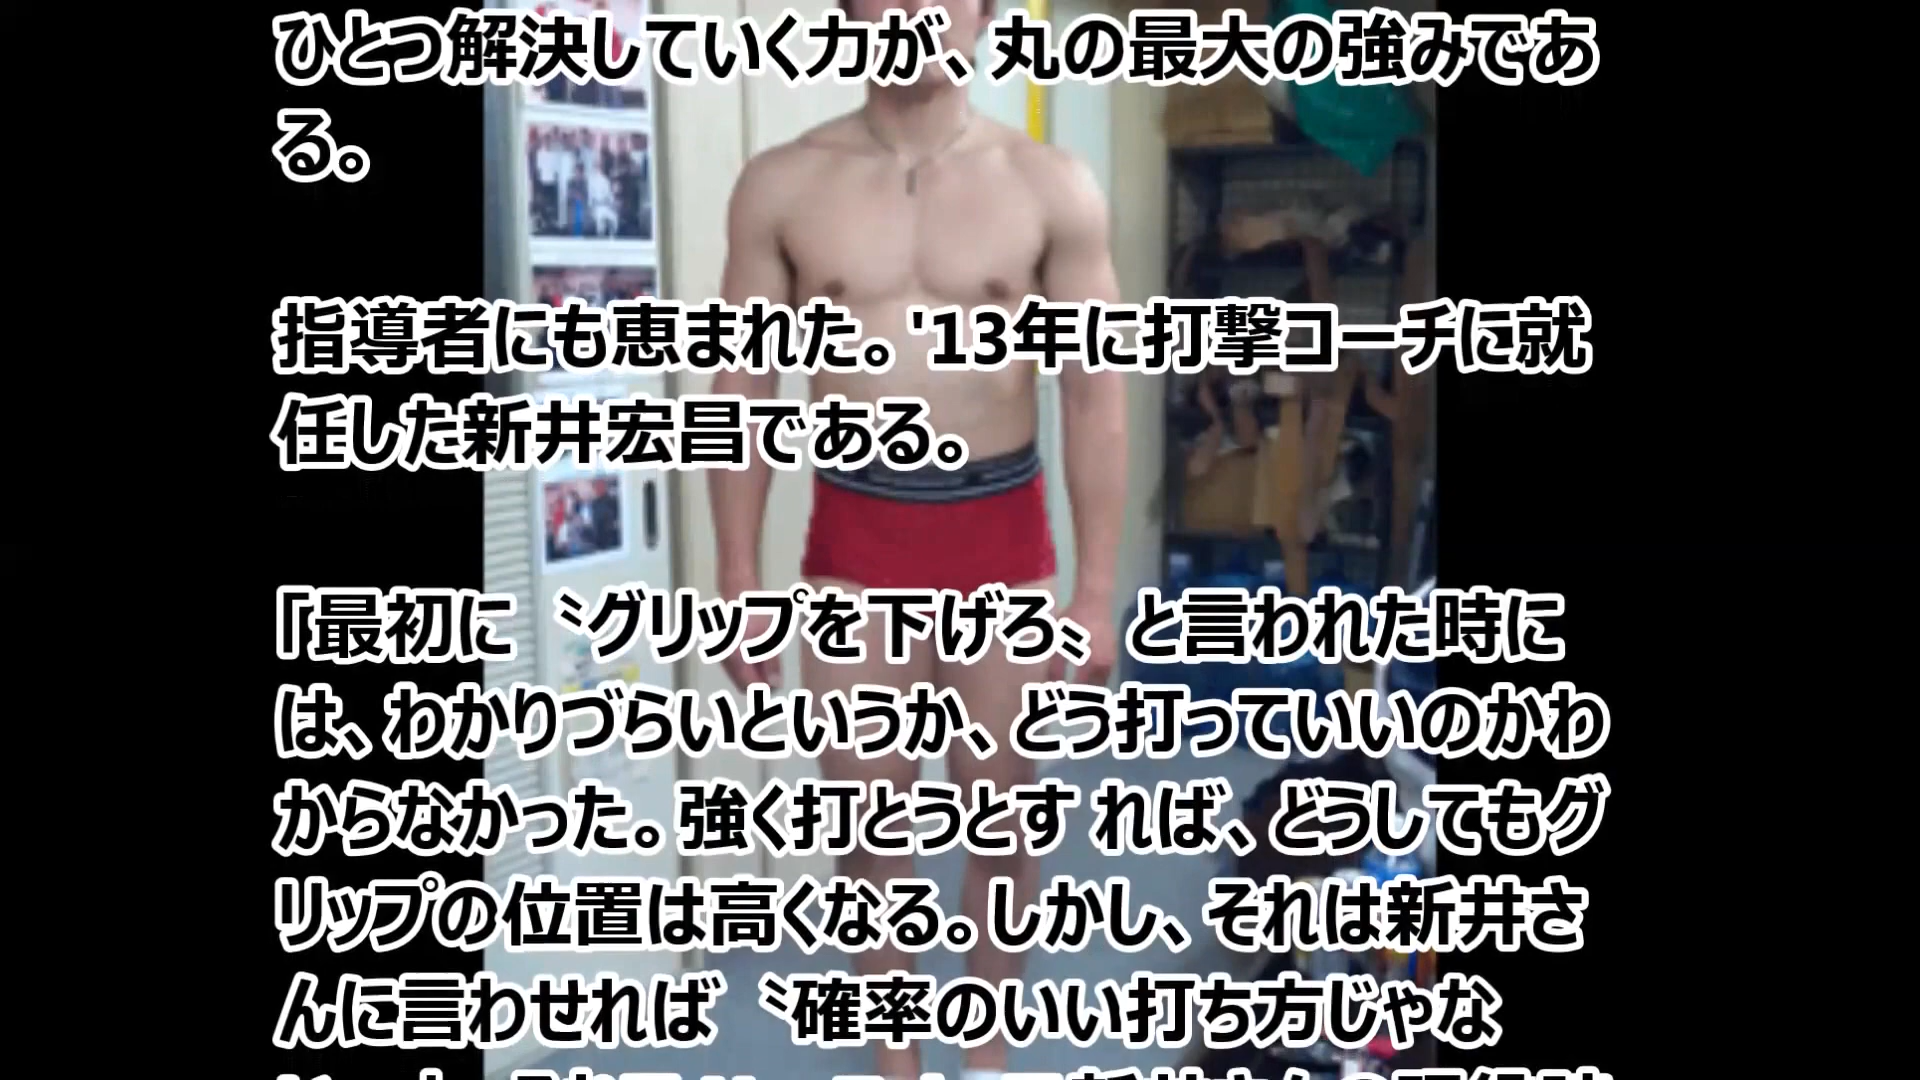 ひとつ解決していく力が、丸の最大の強みであ
る。
指導者にも恵まれた。'13年に打撃コーチに就
任した新井宏昌である。
「最初に〝グリップを下げろ〟と言われた時に
は、わかりづらいというか、どう打っていいのかわ
からなかった。強く打とうとす れば、どうしてもグ
リップの位置は高くなる。しかし、それは新井さ
んに言わせれば〝確率のいい打ち方じゃな